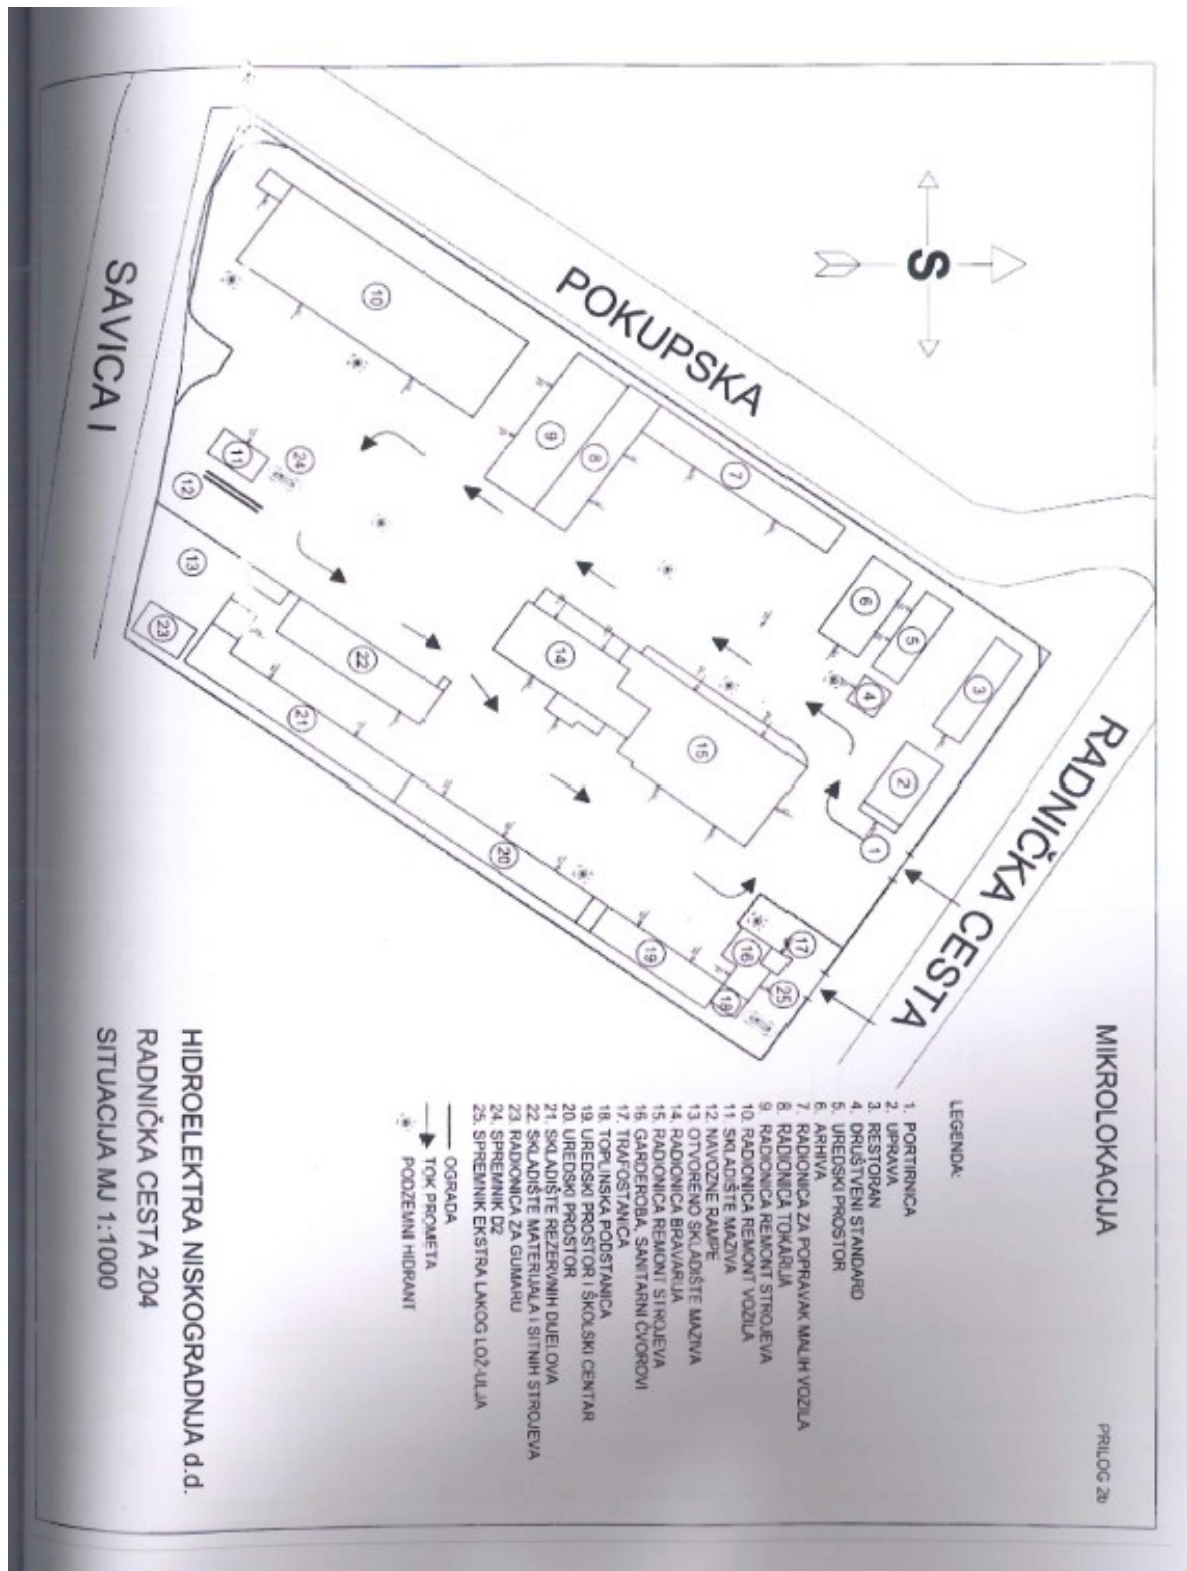 PRILOG 2b
MIKROLOKACIJA
S
POKUPSKA
RADNIČKA CESTA
SAVICA I
1
2
3
4
5
6
7
8
9
10
11
12
13
14
15
16
17
18
19
20
21
22
23
24
25
LEGENDA:
1. PORTIRNICA
2. UPRAVA
3. RESTORAN
4. DRUŠTVENI STANDARD
5. UREDSKI PROSTOR
6. ARHIVA
7. RADIONICA ZA POPRAVAK MALIH VOZILA
8. RADIONICA TOKARIJA
9. RADIONICA REMONT STROJEVA
10. RADIONICA REMONT VOZILA
11 SKLADIŠTE MAZIVA
12. NAVOZNE RAMPE
13 OTVORENO SKLADIŠTE MAZIVA
14. RADIONICA BRAVARIJA
15. RADIONICA REMONT STROJEVA
16. GARDEROBA, SANITARNI ČVOROVI
17. TRAFOSTANICA
18. TOPLINSKA PODSTANICA
19. UREDSKI PROSTOR I ŠKOLSKI CENTAR
20. UREDSKI PROSTOR
21. SKLADIŠTE REZERVNIH DIJELOVA
22. SKLADIŠTE MATERIJALA I SITNIH STROJEVA
23. RADIONICA ZA GUMARU
24. SPREMNIK D2
25. SPREMNIK EKSTRA LAKOG LOŽ-ULJA
OGRADA
TOK PROMETA
PODZEMNI HIDRANT
HIDROELEKTRA NISKOGRADNJA d.d.
RADNIČKA CESTA 204
SITUACIJA MJ 1:1000